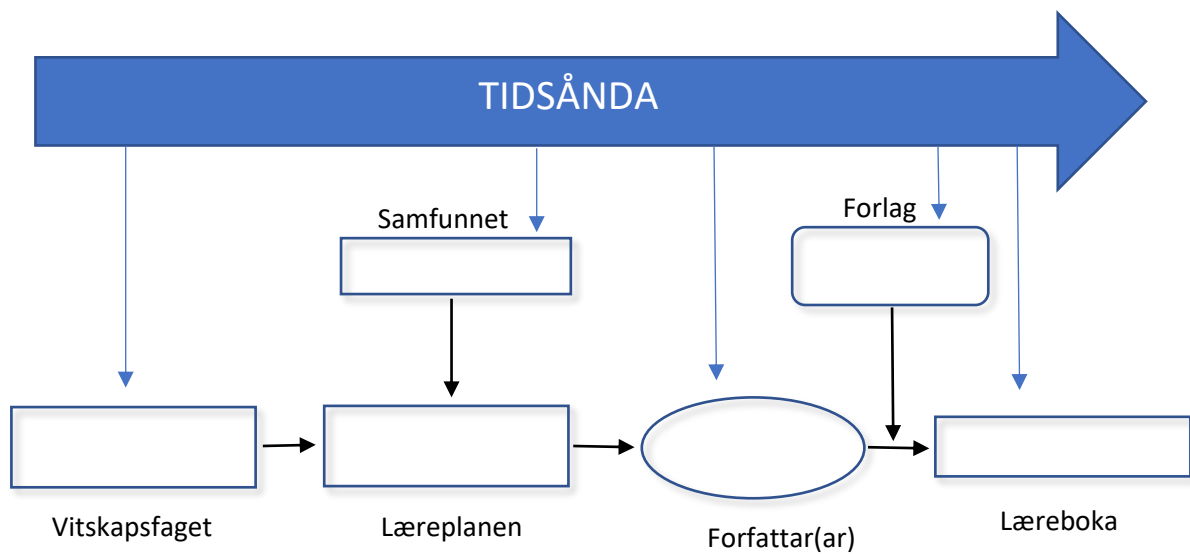 TIDSÅNDA
Samfunnet
Forlag
Vitskapsfaget
Læreplanen
Forfattar(ar)
Læreboka